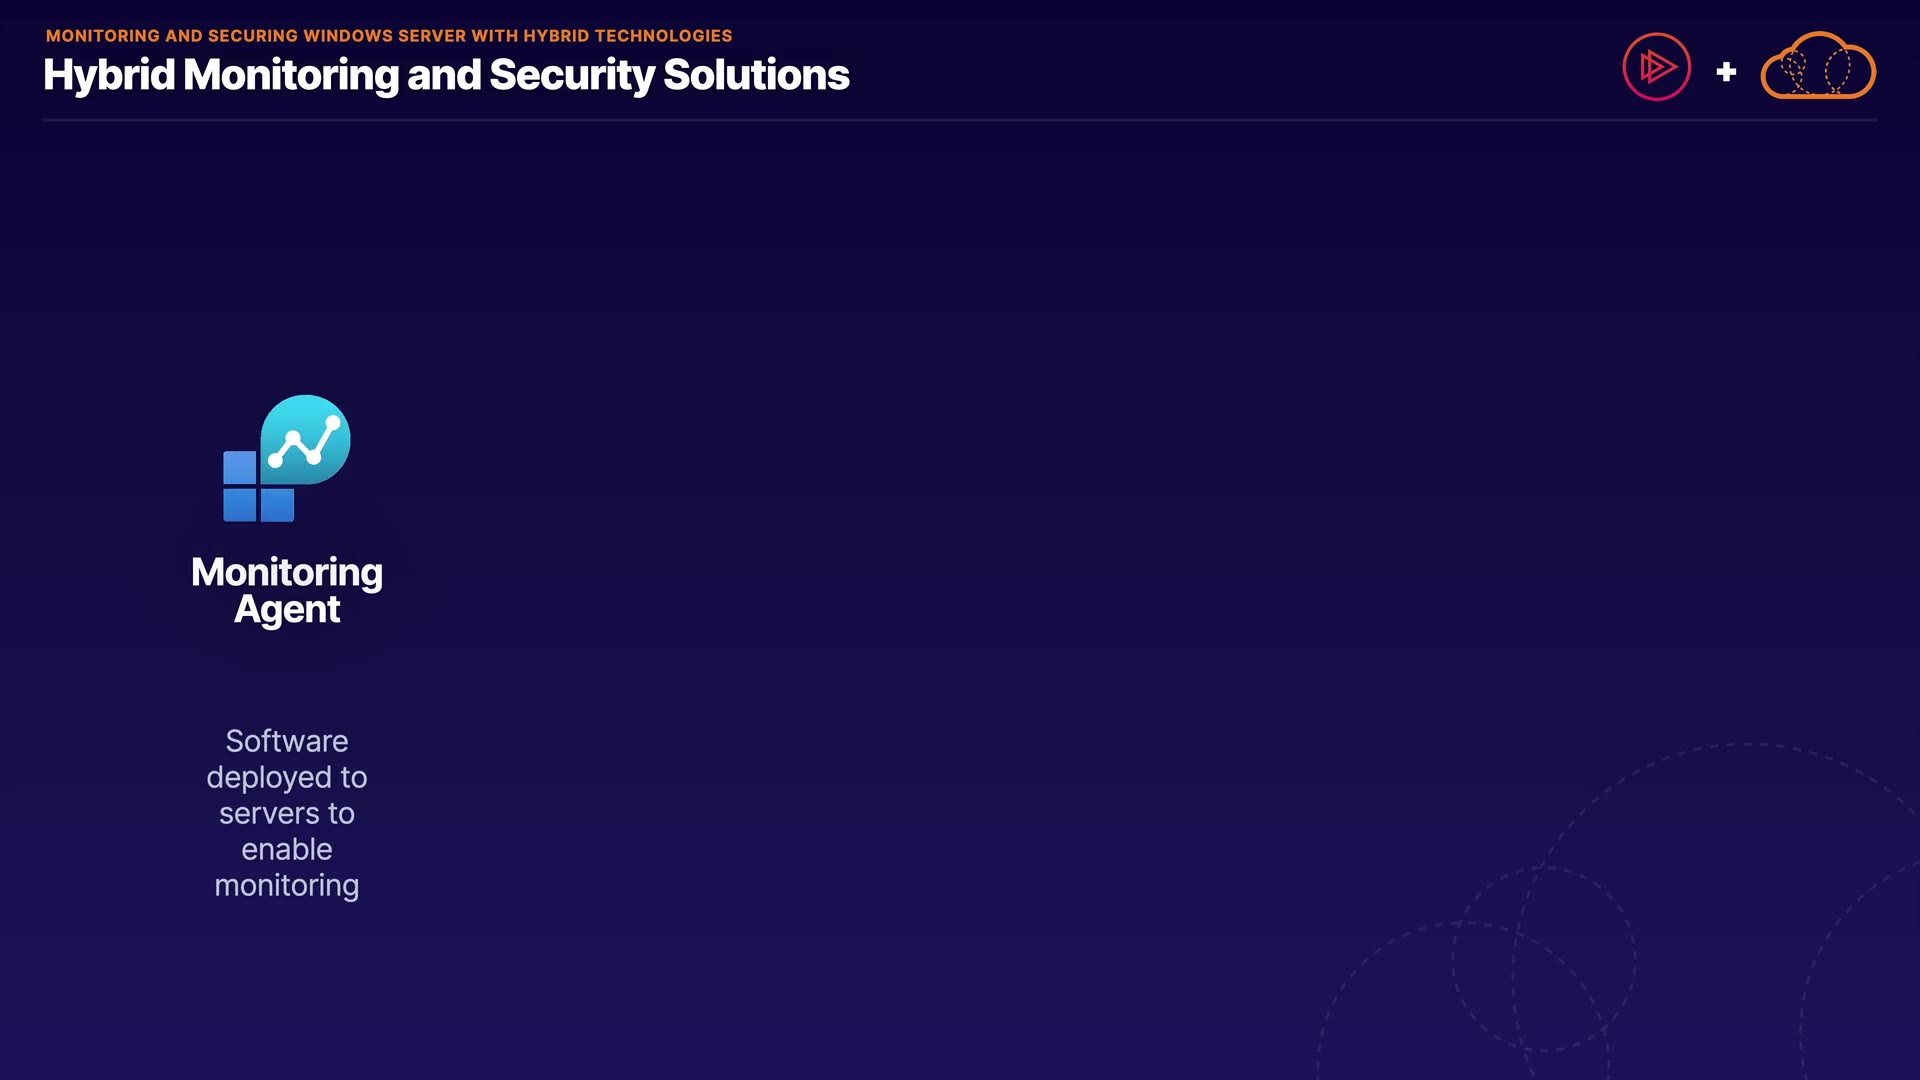 MONITORING AND SECURING WINDOWS SERVER WITH HYBRID TECHNOLOGIES
Hybrid Monitoring and Security Solutions
+
Monitoring
Agent
Software
deployed to
servers to
enable
monitoring